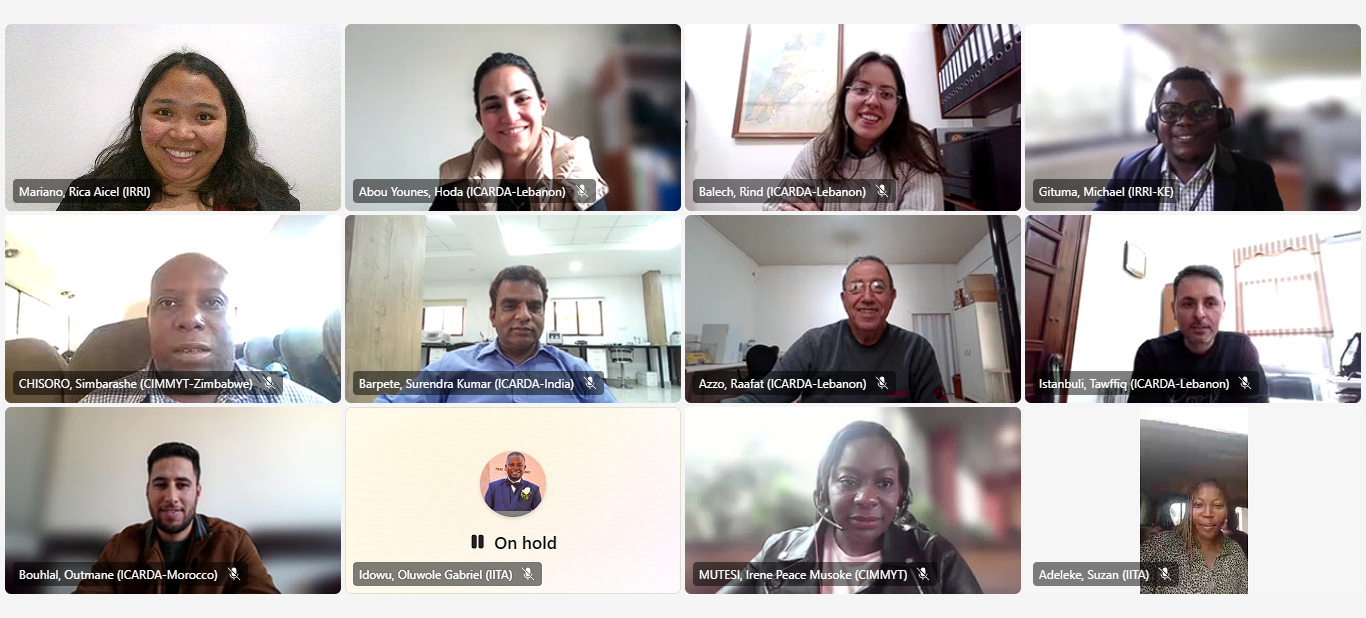 Mariano, Rica Aicel (IRRI)
Abou Younes, Hoda (ICARDA-Lebanon)
Balech, Rind (ICARDA-Lebanon)
Gituma, Michael (IRRI-KE)
CHISORO, Simbarashe (CIMMYT-Zimbabwe)
Barpete, Surendra Kumar (ICARDA-India)
Azzo, Raafat (ICARDA-Lebanon)
Istanbuli, Tawffiq (ICARDA-Lebanon)
Bouhlal, Outmane (ICARDA-Morocco)
On hold
Idowu, Oluwole Gabriel (IITA)
MUTESI, Irene Peace Musoke (CIMMYT)
Adeleke, Suzan (IITA)